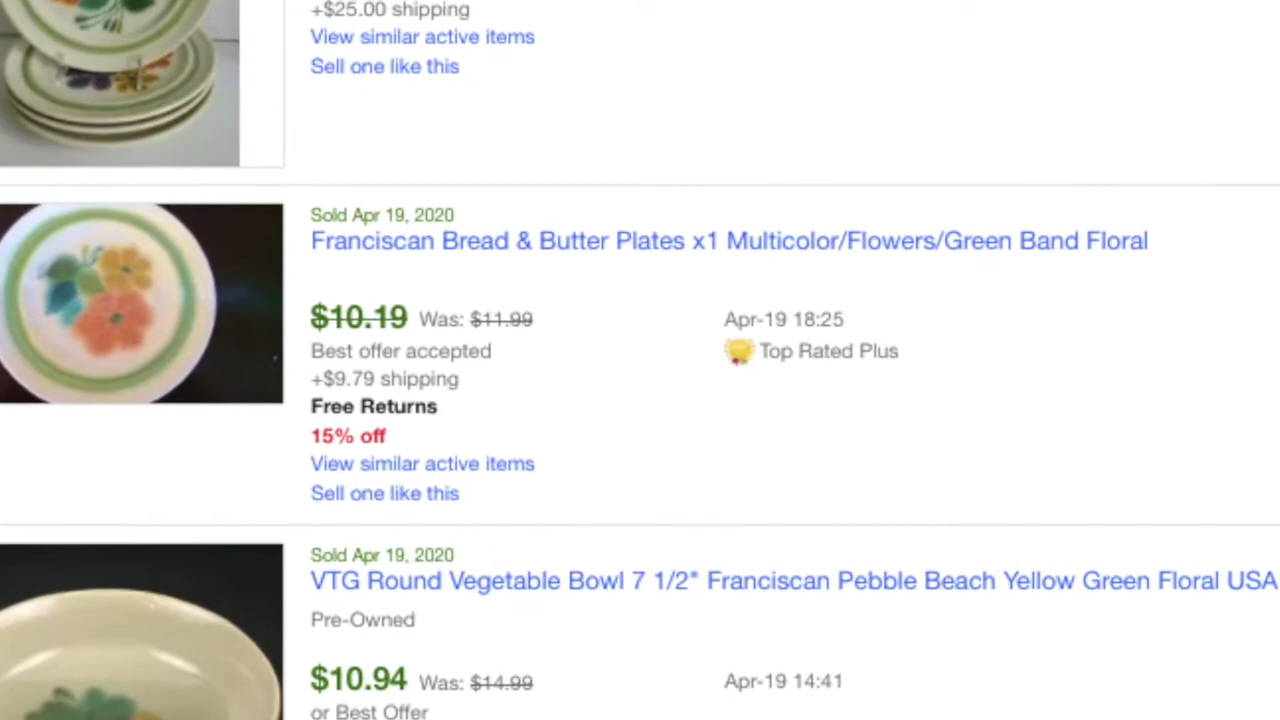 +$25.00 shipping
View similar active items
Sell one like this
Sold Apr 19, 2020
Franciscan Bread & Butter Plates x1 Multicolor/Flowers/Green Band Floral
$10.19 Was: $11.99 Apr-19 18:25
Best offer accepted Top Rated Plus
+$9.79 shipping
Free Returns
15% off
View similar active items
Sell one like this
Sold Apr 19, 2020
VTG Round Vegetable Bowl 7 1/2" Franciscan Pebble Beach Yellow Green Floral USA
Pre-Owned
$10.94 Was: $14.99 Apr-19 14:41
or Best Offer